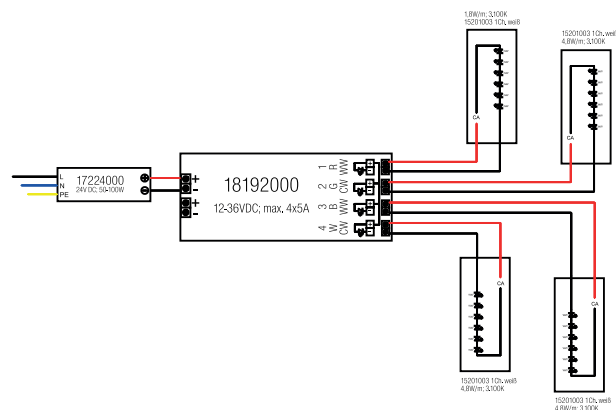 1,8W/m; 3.100K
15201003 1Ch. weiß
15201003 1Ch. weiß
4,8W/m; 3.100K
CA
CA
L
N
PE
17224000
24V DC; 50-100W
+
-
+
-
18192000
12-36VDC; max. 4x5A
1 R WW
2 G CW
3 B WW
4 W CW
CA
CA
15201003 1Ch. weiß
4,8W/m; 3.100K
15201003 1Ch. weiß
4,8W/m; 3.100K